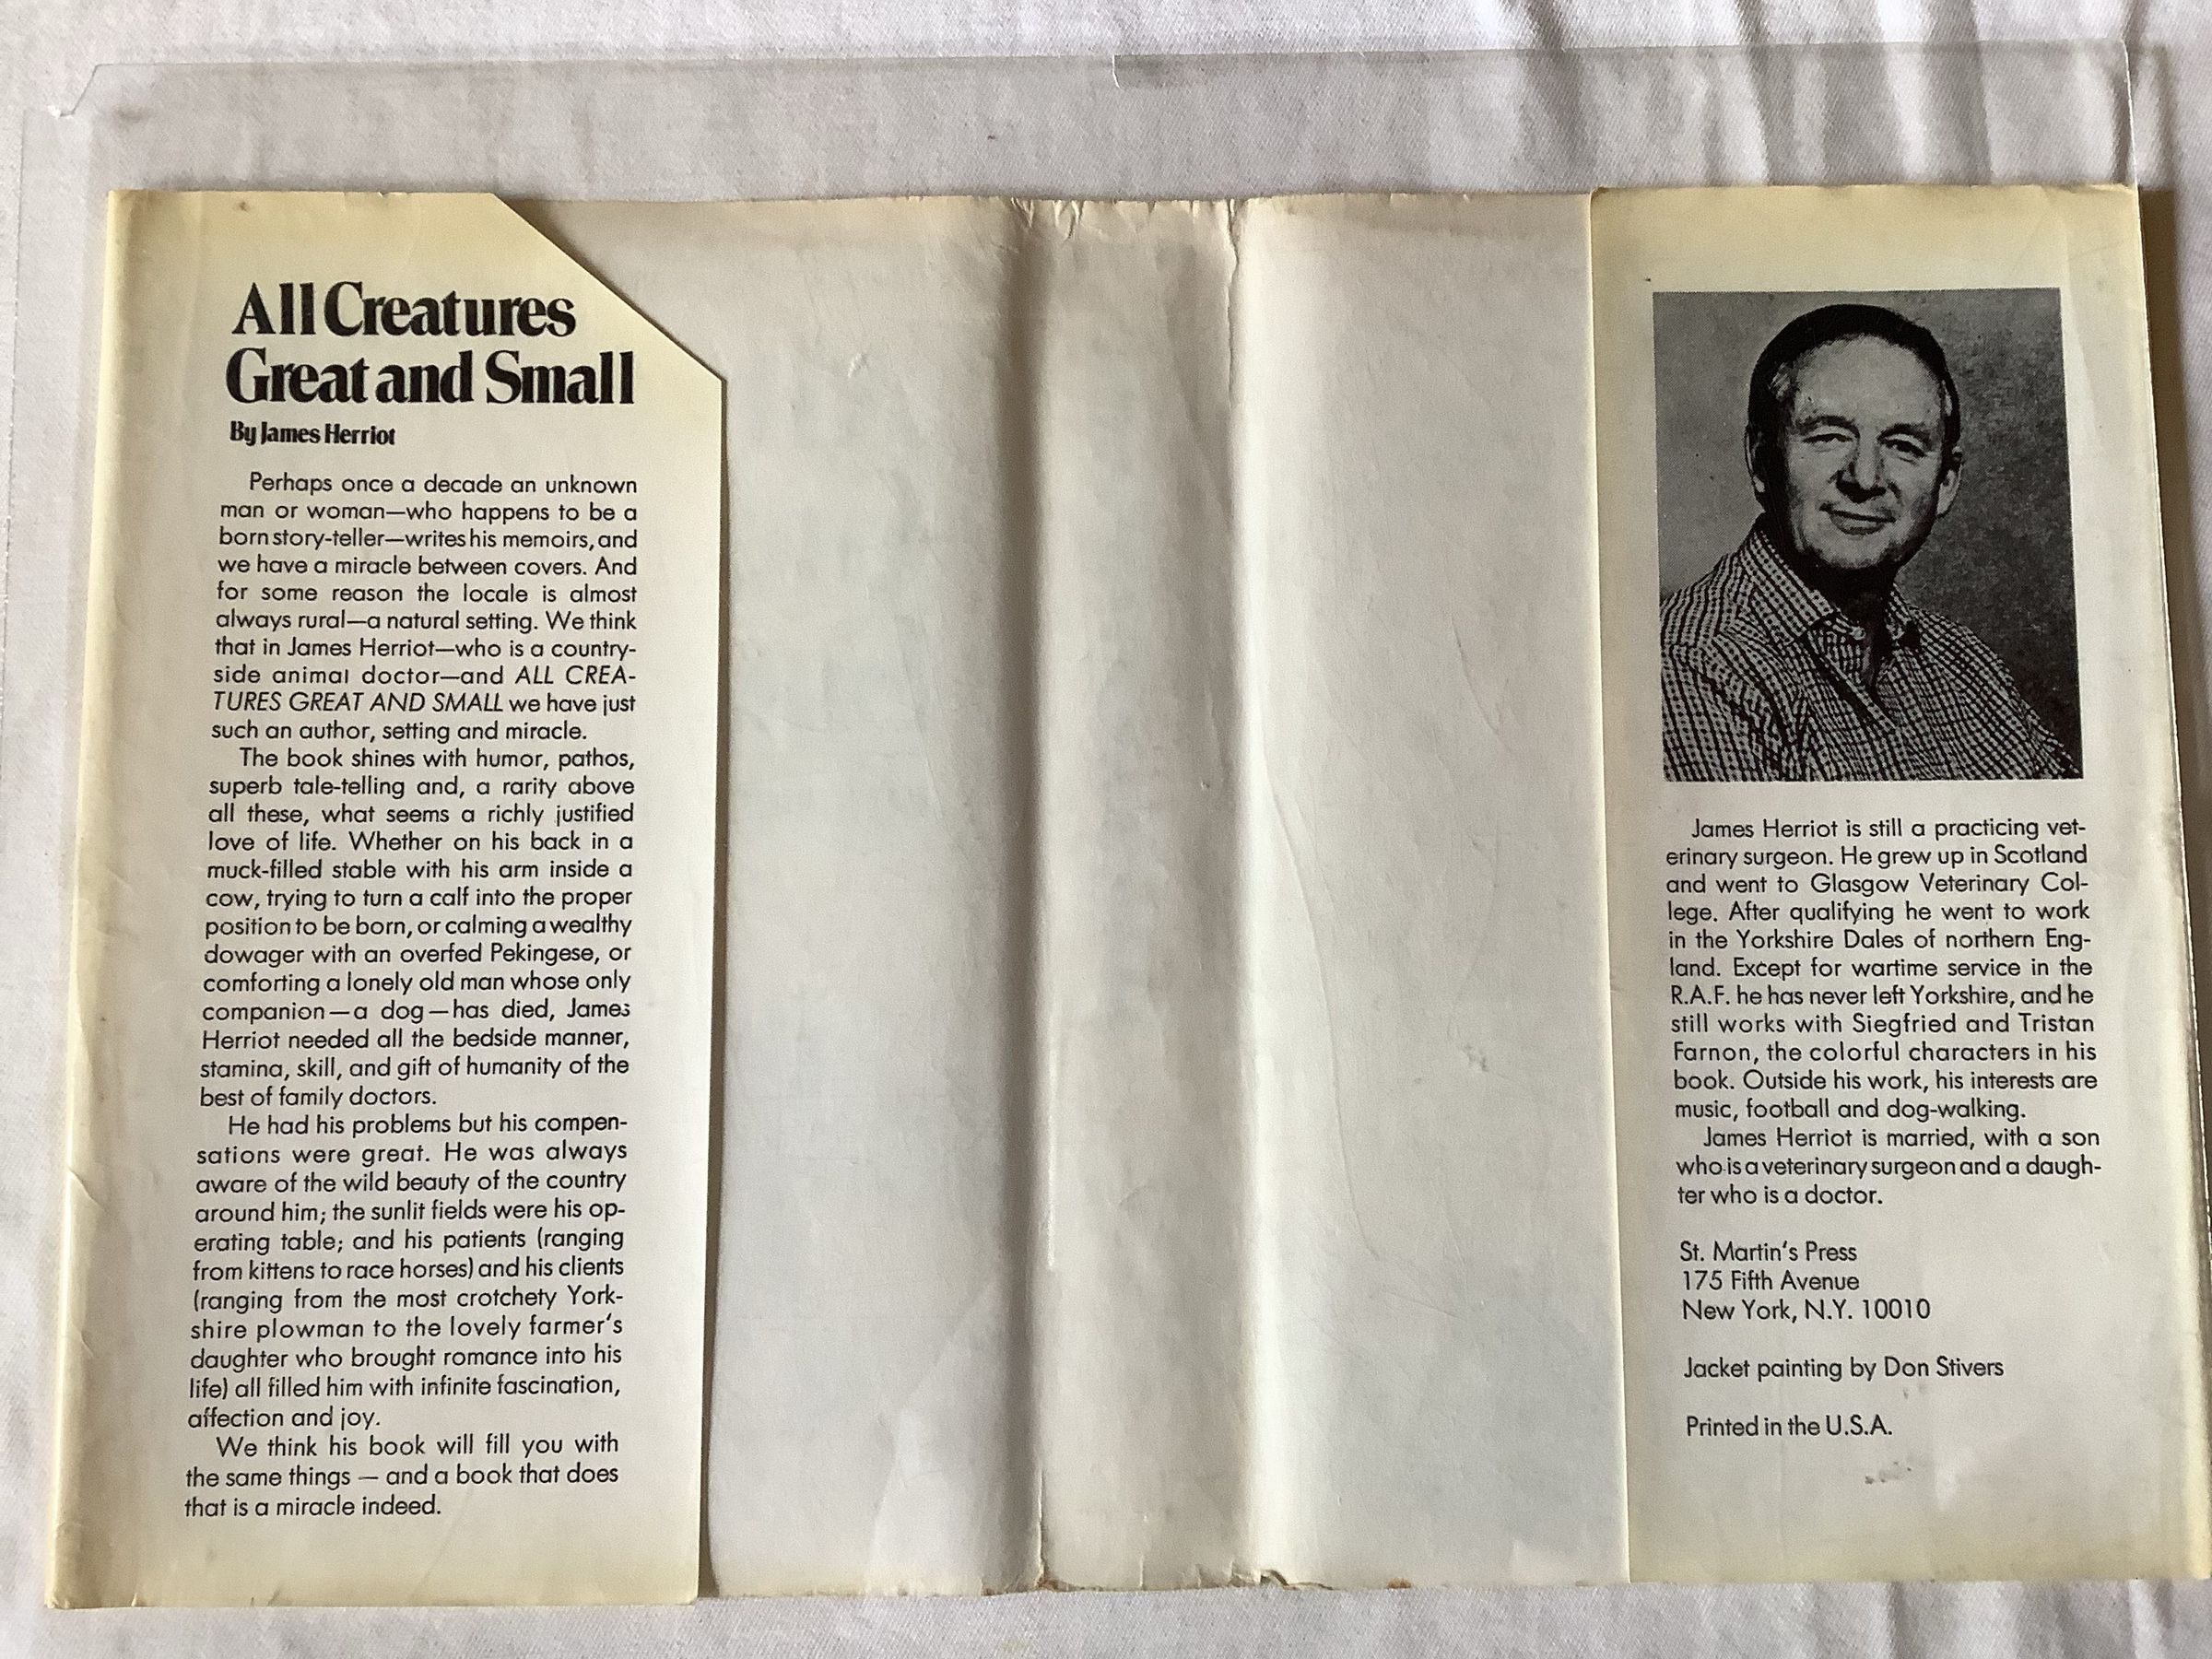 All Creatures
Great and Small
By James Herriot
Perhaps once a decade an unknown
man or woman—who happens to be a
born story-teller—writes his memoirs, and
we have a miracle between covers. And
for some reason the locale is almost
always rural—a natural setting. We think
that in James Herriot—who is a country-
side animal doctor—and ALL CREA-
TURES GREAT AND SMALL we have just
such an author, setting and miracle.
The book shines with humor, pathos,
superb tale-telling and, a rarity above
all these, what seems a richly justified
love of life. Whether on his back in a
muck-filled stable with his arm inside a
cow, trying to turn a calf into the proper
position to be born, or calming a wealthy
dowager with an overfed Pekingese, or
comforting a lonely old man whose only
companion—a dog—has died, James
Herriot needed all the bedside manner,
stamina, skill, and gift of humanity of the
best of family doctors.
He had his problems but his compen-
sations were great. He was always
aware of the wild beauty of the country
around him; the sunlit fields were his op-
erating table; and his patients (ranging
from kittens to race horses) and his clients
(ranging from the most crotchety York-
shire plowman to the lovely farmer's
daughter who brought romance into his
life) all filled him with infinite fascination,
affection and joy.
We think his book will fill you with
the same things — and a book that does
that is a miracle indeed.
James Herriot is still a practicing vet-
erinary surgeon. He grew up in Scotland
and went to Glasgow Veterinary Col-
lege. After qualifying he went to work
in the Yorkshire Dales of northern Eng-
land. Except for wartime service in the
R.A.F. he has never left Yorkshire, and he
still works with Siegfried and Tristan
Farnon, the colorful characters in his
book. Outside his work, his interests are
music, football and dog-walking.
James Herriot is married, with a son
who is a veterinary surgeon and a daugh-
ter who is a doctor.
St. Martin's Press
175 Fifth Avenue
New York, N.Y. 10010
Jacket painting by Don Stivers
Printed in the U.S.A.